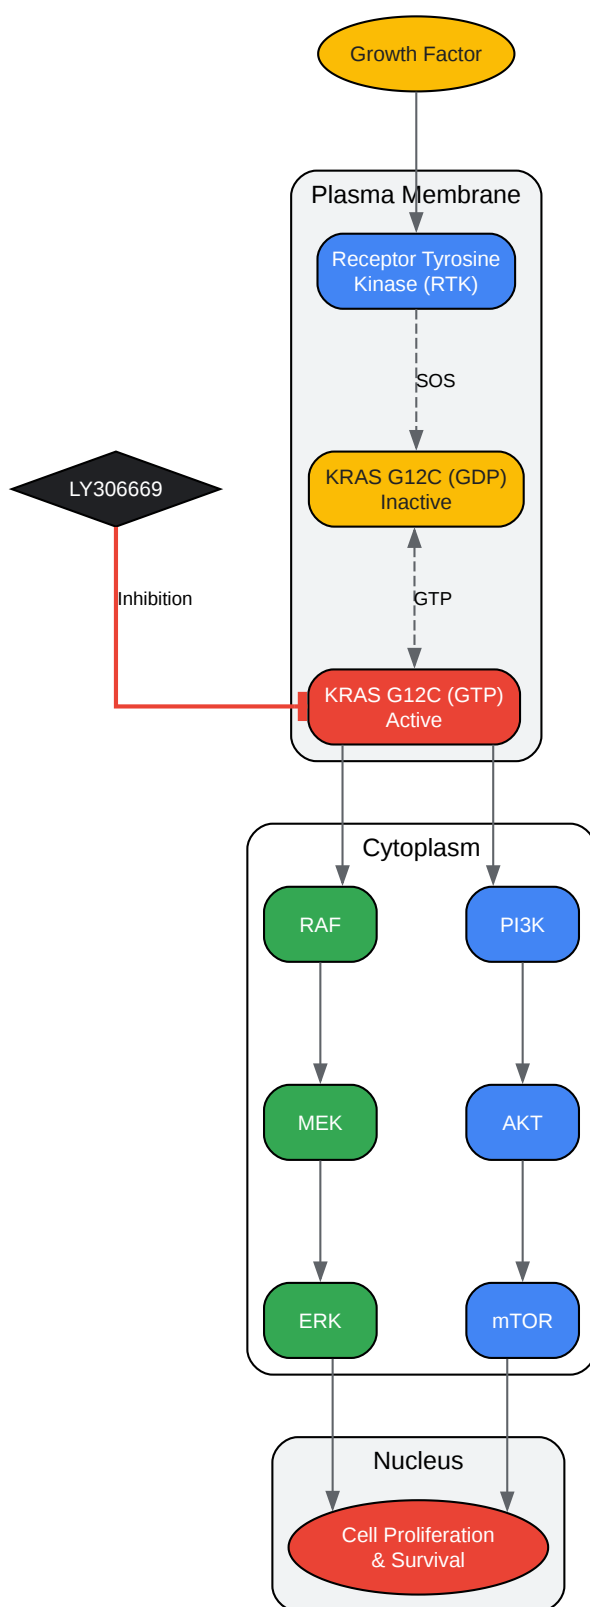 Growth Factor
Plasma Membrane
Receptor Tyrosine
Kinase (RTK)
SOS
LY306669
KRAS G12C (GDP)
Inactive
Inhibition
GTP
KRAS G12C (GTP)
Active
Cytoplasm
RAF
PI3K
MEK
AKT
ERK
mTOR
Nucleus
Cell Proliferation
& Survival